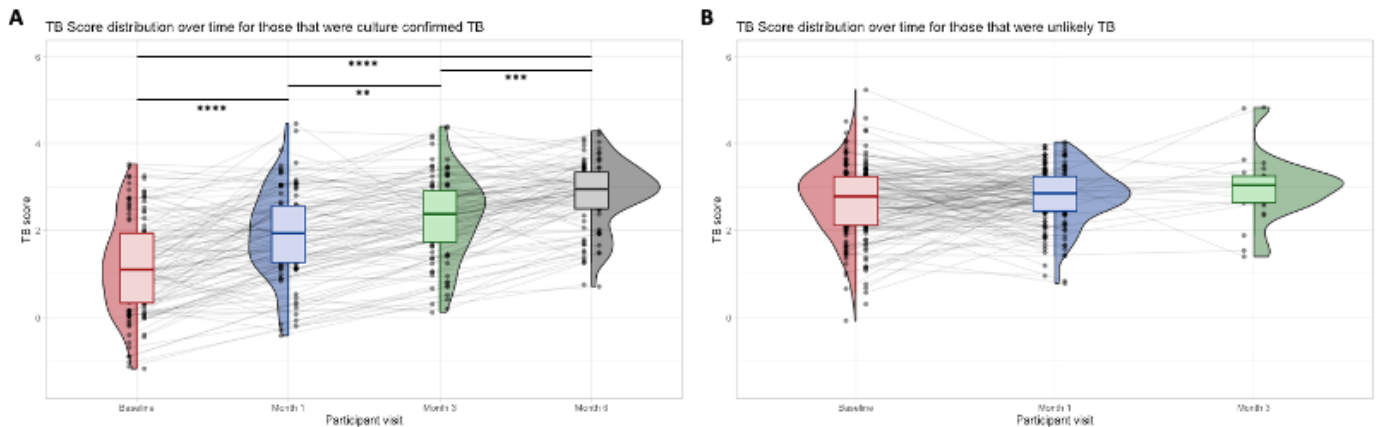 A
TB Score distribution over time for those that were culture confirmed TB
6
4
2
0
TB score
****
***
**
****
Baseline
Month 1
Month 3
Month 6
Participant visit
B
TB Score distribution over time for those that were unlikely TB
6
4
2
0
TB score
Baseline
Month 1
Month 3
Participant visit